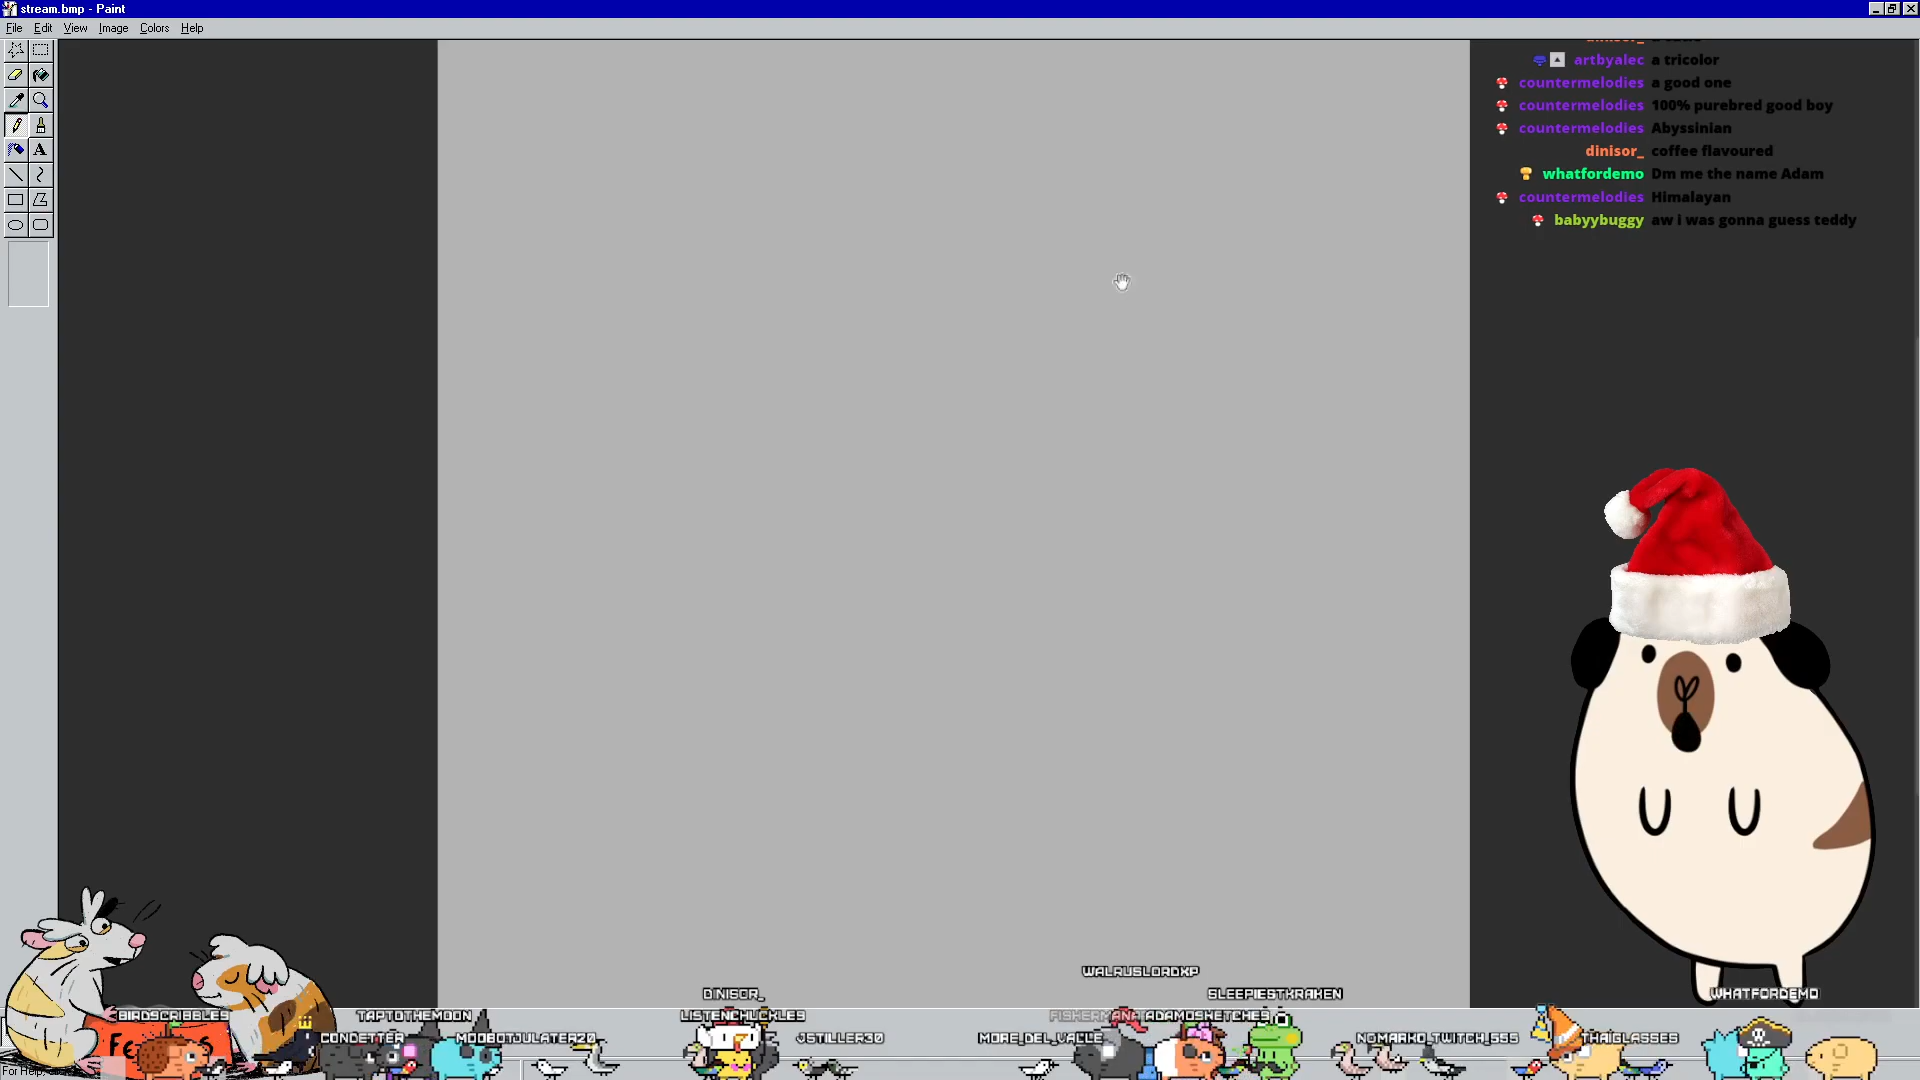 stream.bmp - Paint
File Edit View Image Colors Help
artbyalec a tricolor
countermelodies a good one
countermelodies 100% purebred good boy
countermelodies Abyssinian
dinisor_ coffee flavoured
whatfordemo Dm me the name Adam
countermelodies Himalayan
babyybuggy aw i was gonna guess teddy
A
WALRUSLORDXP
DINISOR_
SLEEPIESTKRAKEN
WHATFORDEMO
BIRDSCRIBBLES
TAPTOTHEMOON
LISTENCHUCKLES
ADAMOSKETCHES
CONDETTER
MOOBOTJULATER20
VSTILLER30
MORE_DEL_VALLE
NOMARKO_TWITCH_555
THAIGLASSES
For Help,